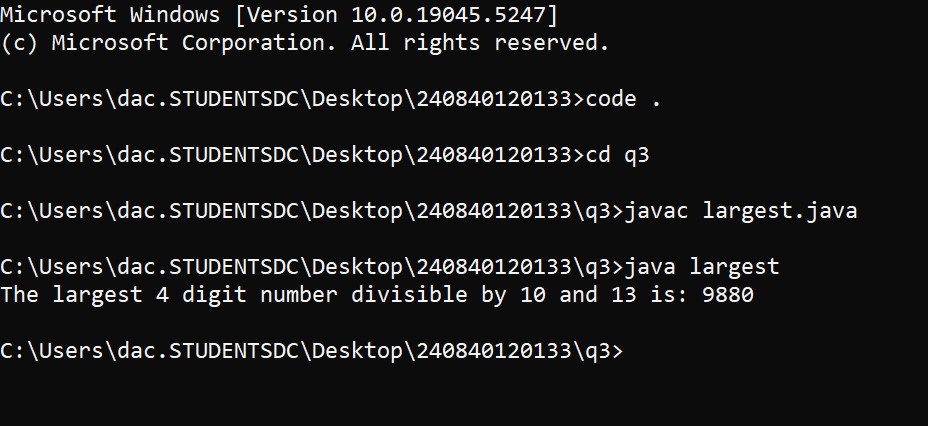 Microsoft Windows [Version 10.0.19045.5247]
(c) Microsoft Corporation. All rights reserved.
C:\Users\dac.STUDENTSDC\Desktop\240840120133>code .
C:\Users\dac.STUDENTSDC\Desktop\240840120133>cd q3
C:\Users\dac.STUDENTSDC\Desktop\240840120133\q3>javac largest.java
C:\Users\dac.STUDENTSDC\Desktop\240840120133\q3>java largest
The largest 4 digit number divisible by 10 and 13 is: 9880
C:\Users\dac.STUDENTSDC\Desktop\240840120133\q3>